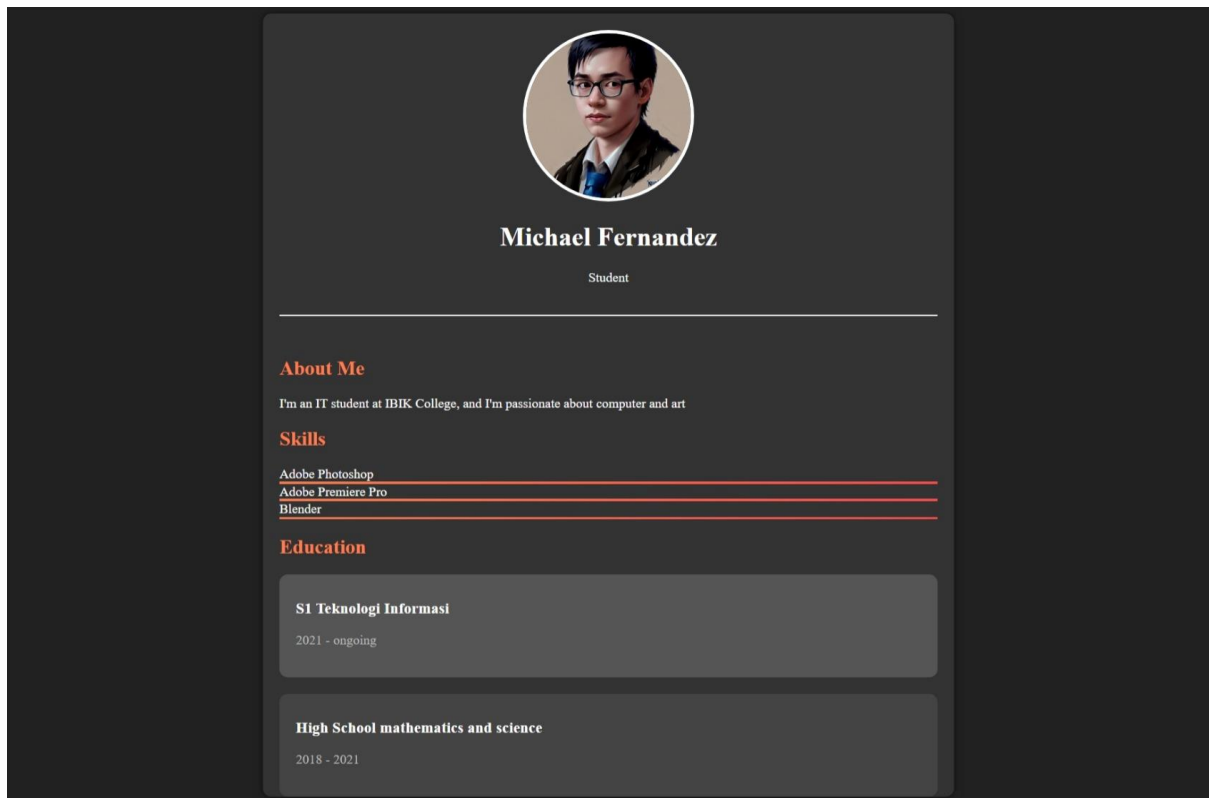 Michael Fernandez
Student
About Me
I'm an IT student at IBIK College, and I'm passionate about computer and art
Skills
Adobe Photoshop
Adobe Premiere Pro
Blender
Education
S1 Teknologi Informasi
2021 - ongoing
High School mathematics and science
2018 - 2021